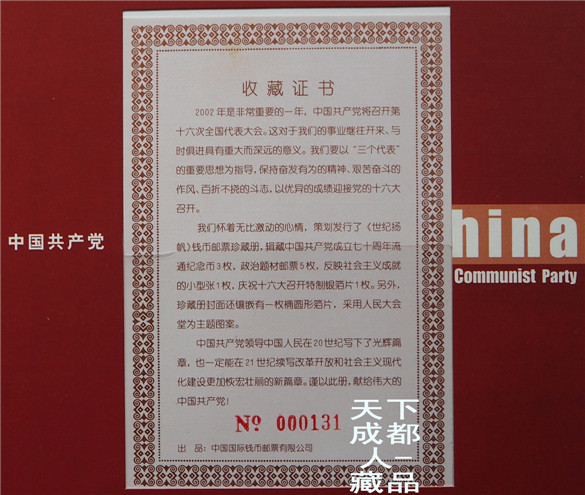 收藏证书
2002年是非常重要的一年，中国共产党将召开第
十六次全国代表大会。这对于我们的事业继往开来、与
时俱进具有重大而深远的意义。我们要以“三个代表”
的重要思想为指导，保持奋发有为的精神、艰苦奋斗的
作风、百折不挠的斗志，以优异的成绩迎接党的十六大
召开。
我们怀着无比激动的心情，策划发行了《世纪扬
帆》钱币邮票珍藏册，辑藏中国共产党成立七十周年流
通纪念币3枚，政治题材邮票5枚，反映社会主义成就
的小型张1枚，庆祝十六大召开特制银箔片1枚。另外，
珍藏册封面还镶嵌有一枚椭圆形箔片，采用人民大会
堂为主题图案。
中国共产党领导中国人民在20世纪写下了光辉篇
章，也一定能在21世纪续写改革开放和社会主义现代
化建设更加恢宏壮丽的新篇章。谨以此册，献给伟大的
中国共产党！
Nº 000131
出 品：中国国际钱币邮票有限公司
中国共产党
hina
Communist Party
天下
成都
人–
藏品